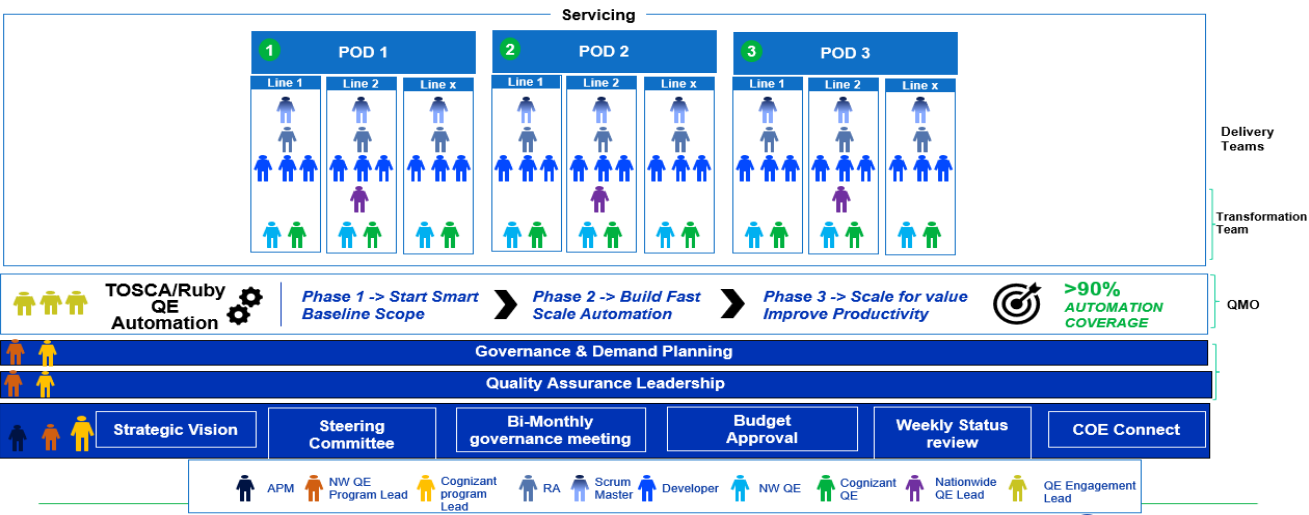 Servicing
1 POD 1
2 POD 2
3 POD 3
Line 1 Line 2 Line x
Line 1 Line 2 Line x
Line 1 Line 2 Line x
Delivery
Teams
Transformation
Team
TOSCA/Ruby
QE
Automation
Phase 1 -> Start Smart
Baseline Scope
Phase 2 -> Build Fast
Scale Automation
Phase 3 -> Scale for value
Improve Productivity
>90%
AUTOMATION
COVERAGE
QMO
Governance & Demand Planning
Quality Assurance Leadership
Strategic Vision
Steering
Committee
Bi-Monthly
governance meeting
Budget
Approval
Weekly Status
review
COE Connect
APM
NW QE
Program Lead
Cognizant
program
Lead
RA
Scrum
Master
Developer
NW QE
Cognizant
QE
Nationwide
QE Lead
QE Engagement
Lead